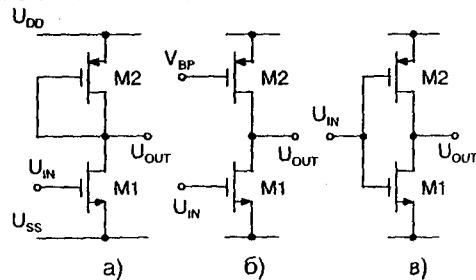 U_DD
M2
U_OUT
U_IN
M1
U_SS
а)
V_BP
M2
U_OUT
U_IN
M1
б)
U_IN
M2
U_OUT
M1
в)